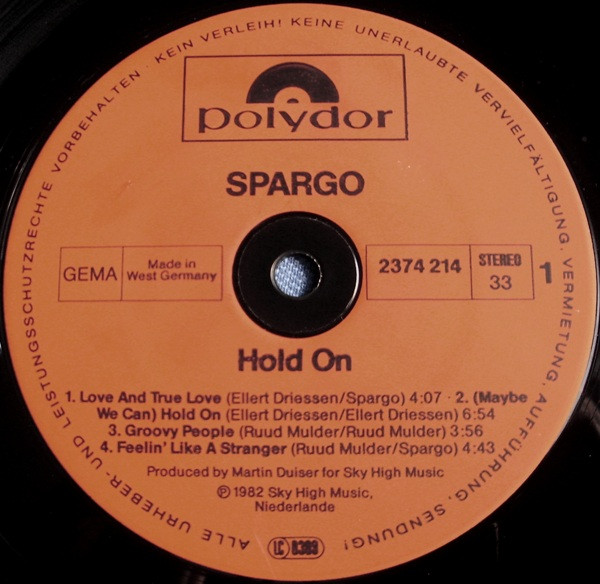 ALLE URHEBER- UND LEISTUNGSSCHUTZRECHTE VORBEHALTEN · KEIN VERLEIH! KEINE UNERLAUBTE VERVIELFÄLTIGUNG, VERMIETUNG, AUFFÜHRUNG, SENDUNG!
polydor
SPARGO
GEMA
Made in
West Germany
2374 214
STEREO
33
1
Hold On
1. Love And True Love (Ellert Driessen/Spargo) 4:07 · 2. (Maybe
We Can) Hold On (Ellert Driessen/Ellert Driessen) 6:54
3. Groovy People (Ruud Mulder/Ruud Mulder) 3:56
4. Feelin' Like A Stranger (Ruud Mulder/Spargo) 4:43
Produced by Martin Duiser for Sky High Music
℗ 1982 Sky High Music,
Niederlande
LC 0309